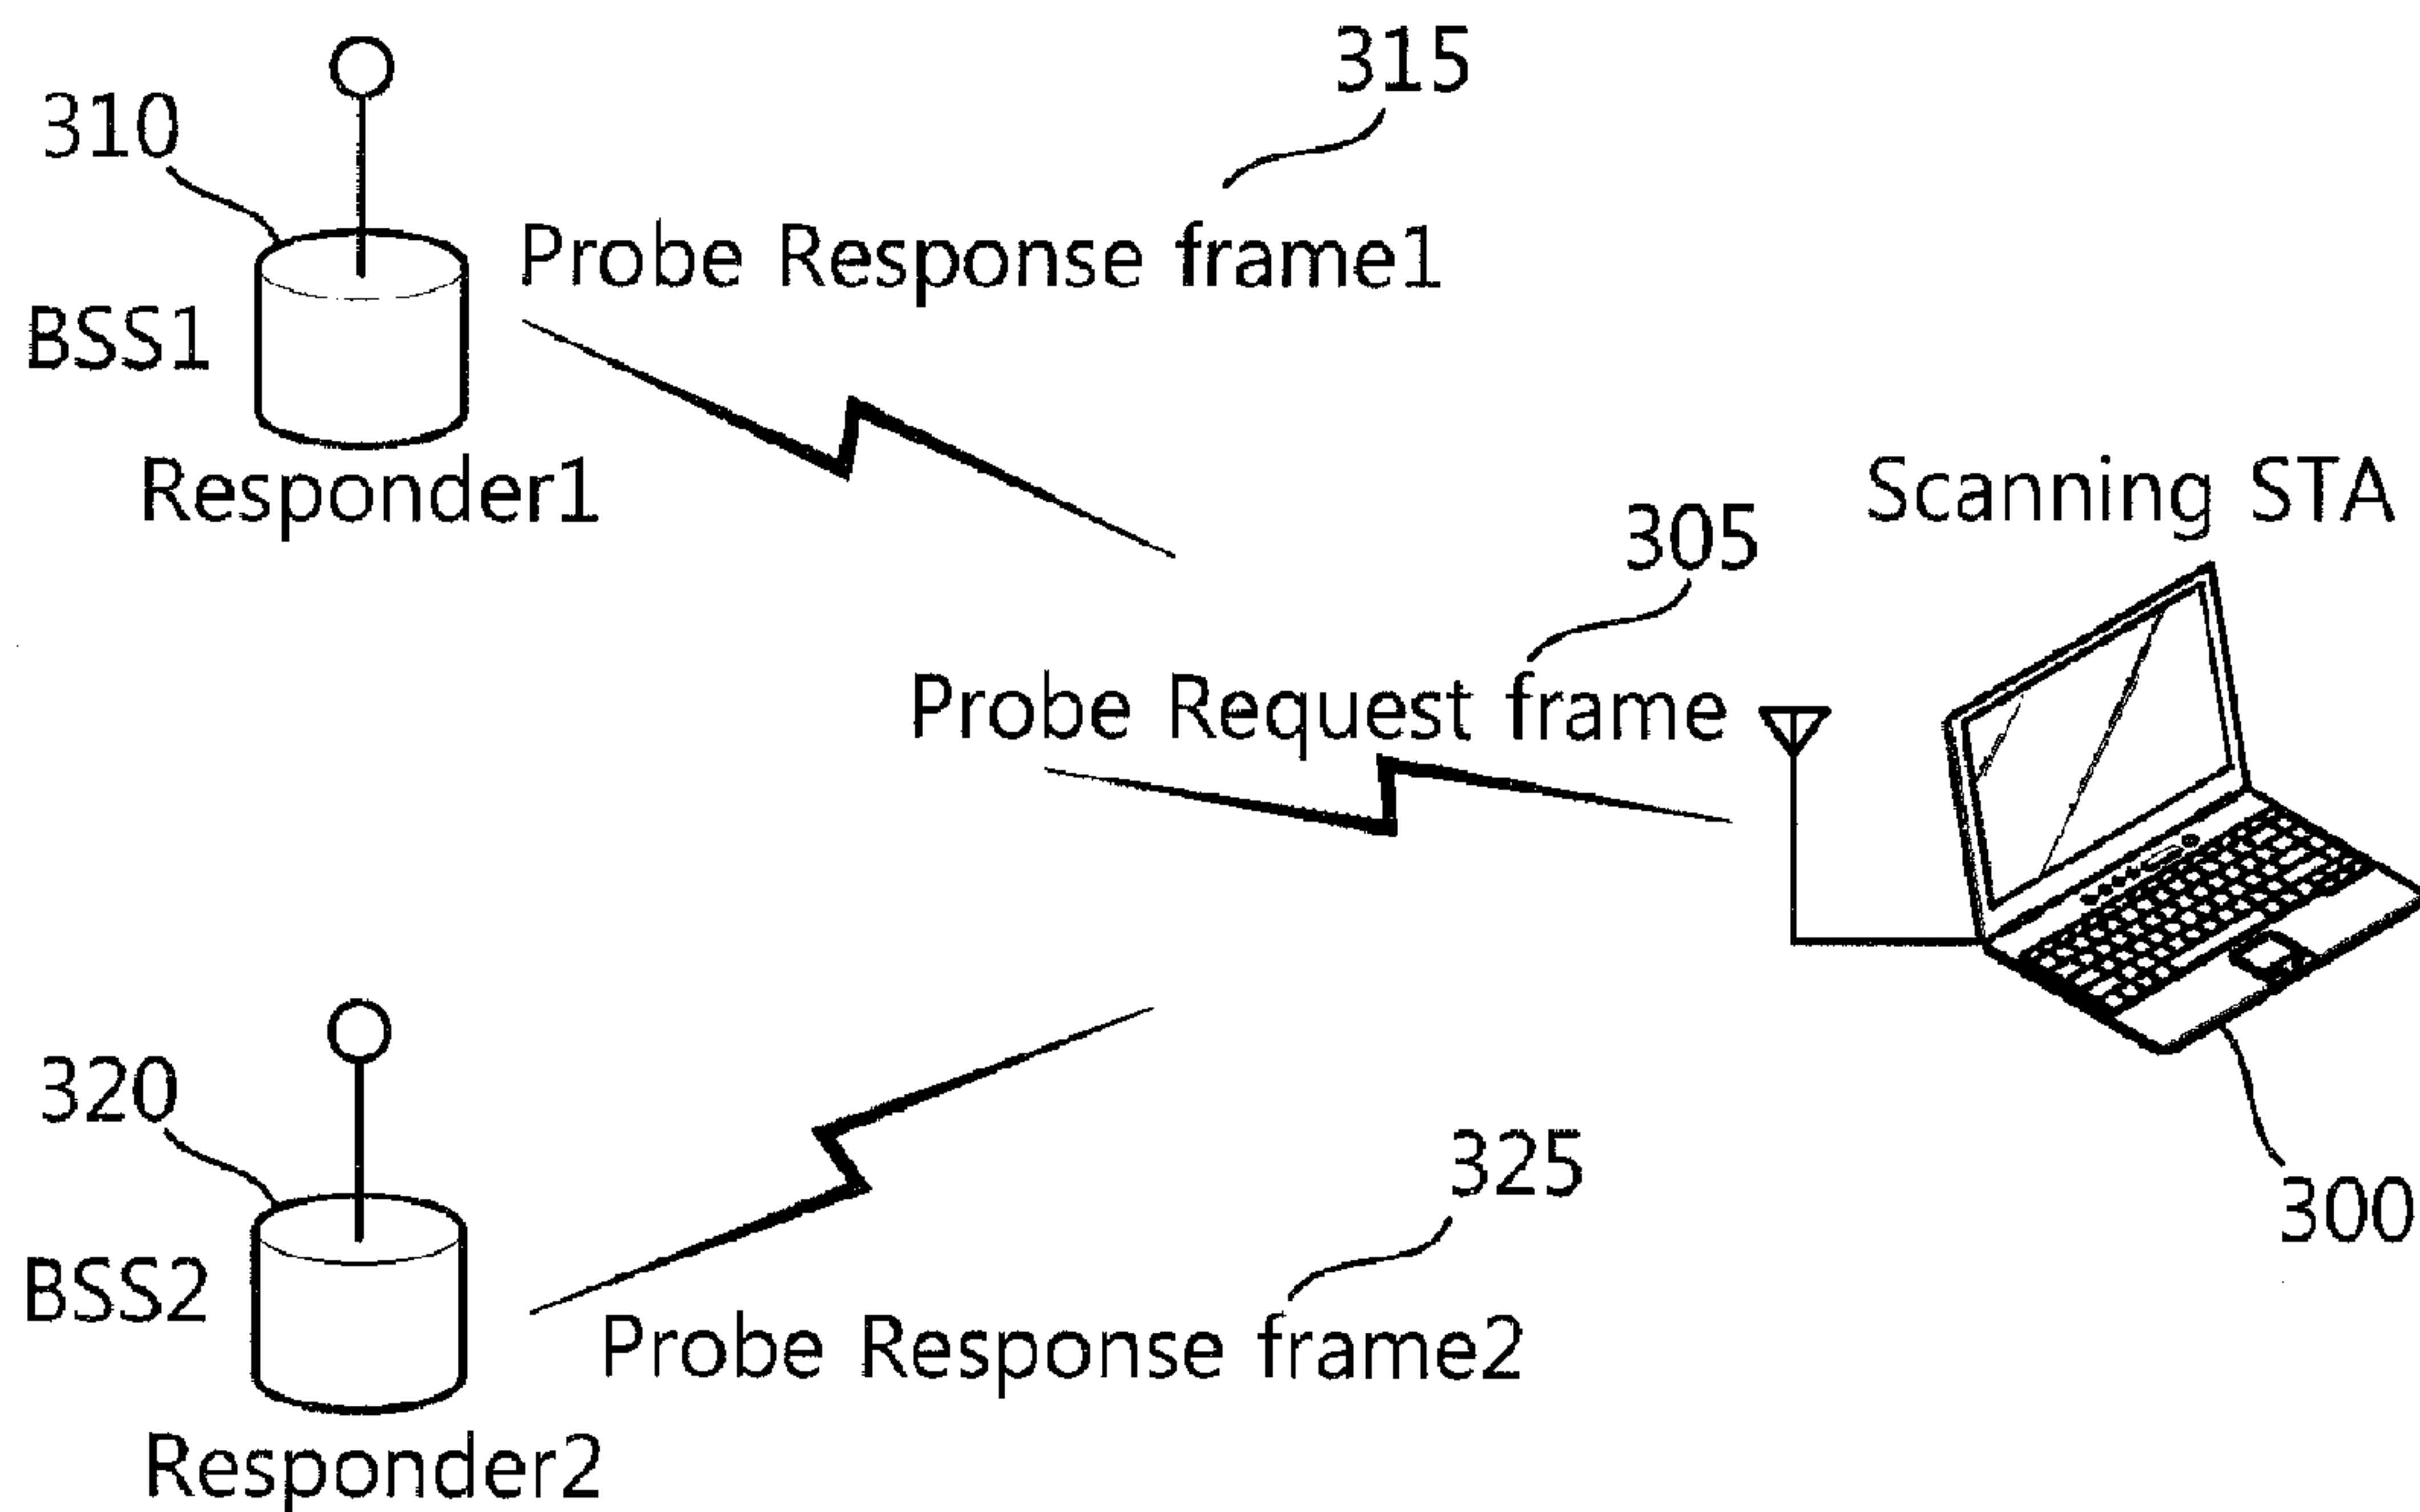 315
310
Probe Response frame1
BSS1
Responder1
Scanning STA
305
Probe Request frame
320
325
300
BSS2
Probe Response frame2
Responder2